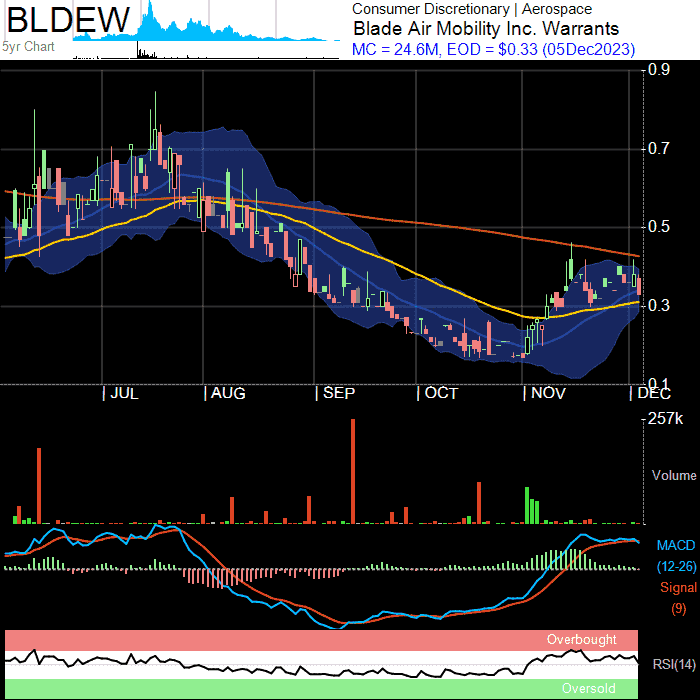 BLDEW
5yr Chart
Consumer Discretionary | Aerospace
Blade Air Mobility Inc. Warrants
MC = 24.6M, EOD = $0.33 (05Dec2023)
0.9
0.7
0.5
0.3
0.1
JUL AUG SEP OCT NOV DEC
257k
Volume
MACD
(12-26)
Signal
(9)
Overbought
RSI(14)
Oversold